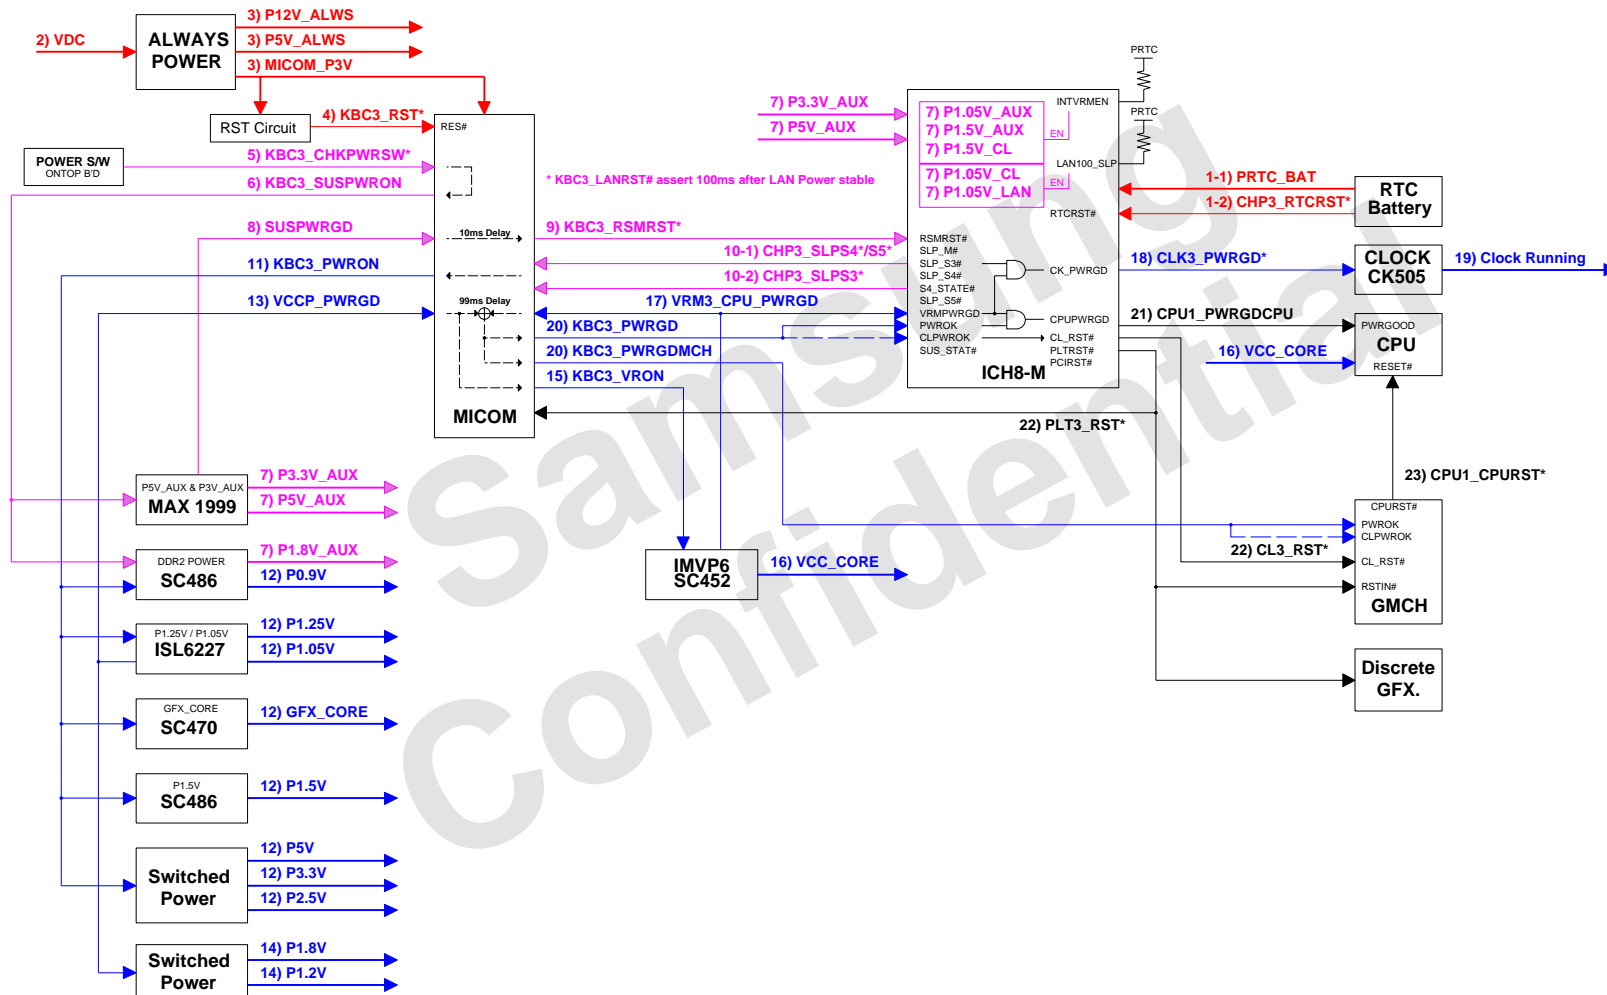 2) VDC
ALWAYS
POWER
3) P12V_ALWS
3) P5V_ALWS
3) MICOM_P3V
RST Circuit
4) KBC3_RST*
POWER S/W
ONTOP B'D
5) KBC3_CHKPWRSW*
6) KBC3_SUSPWRON
8) SUSPWRGD
11) KBC3_PWRON
13) VCCP_PWRGD
RES#
10ms Delay
99ms Delay
MICOM
* KBC3_LANRST# assert 100ms after LAN Power stable
9) KBC3_RSMRST*
10-1) CHP3_SLPS4*/S5*
10-2) CHP3_SLPS3*
17) VRM3_CPU_PWRGD
20) KBC3_PWRGD
20) KBC3_PWRGDMCH
15) KBC3_VRON
7) P3.3V_AUX
7) P5V_AUX
7) P1.05V_AUX
7) P1.5V_AUX
7) P1.5V_CL
EN
7) P1.05V_CL
7) P1.05V_LAN
EN
INTVRMEN
LAN100_SLP
RTCRST#
PRTC
PRTC
RSMRST#
SLP_M#
SLP_S3#
SLP_S4#
S4_STATE#
SLP_S5#
VRMPWRGD
PWROK
CLPWROK
SUS_STAT#
CK_PWRGD
CPUPWRGD
CL_RST#
PLTRST#
PCIRST#
ICH8-M
1-1) PRTC_BAT
1-2) CHP3_RTCRST*
RTC
Battery
18) CLK3_PWRGD*
CLOCK
CK505
19) Clock Running
21) CPU1_PWRGDCPU
16) VCC_CORE
PWRGOOD
CPU
RESET#
22) PLT3_RST*
23) CPU1_CPURST*
CPURST#
PWROK
CLPWROK
CL_RST#
RSTIN#
GMCH
22) CL3_RST*
Discrete
GFX.
IMVP6
SC452
16) VCC_CORE
P5V_AUX & P3V_AUX
MAX 1999
7) P3.3V_AUX
7) P5V_AUX
DDR2 POWER
SC486
7) P1.8V_AUX
12) P0.9V
P1.25V / P1.05V
ISL6227
12) P1.25V
12) P1.05V
GFX_CORE
SC470
12) GFX_CORE
P1.5V
SC486
12) P1.5V
Switched
Power
12) P5V
12) P3.3V
12) P2.5V
Switched
Power
14) P1.8V
14) P1.2V
Samsung
Confidential